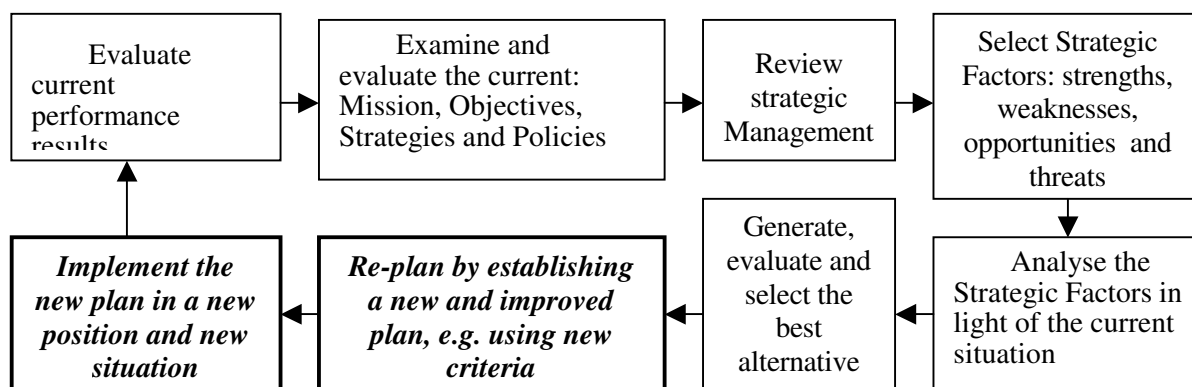 Evaluate
current
performance
results
Examine and
evaluate the current:
Mission, Objectives,
Strategies and Policies
Review
strategic
Management
Select Strategic
Factors: strengths,
weaknesses,
opportunities and
threats
Analyse the
Strategic Factors in
light of the current
situation
Generate,
evaluate and
select the
best
alternative
Re-plan by establishing
a new and improved
plan, e.g. using new
criteria
Implement the
new plan in a new
position and new
situation